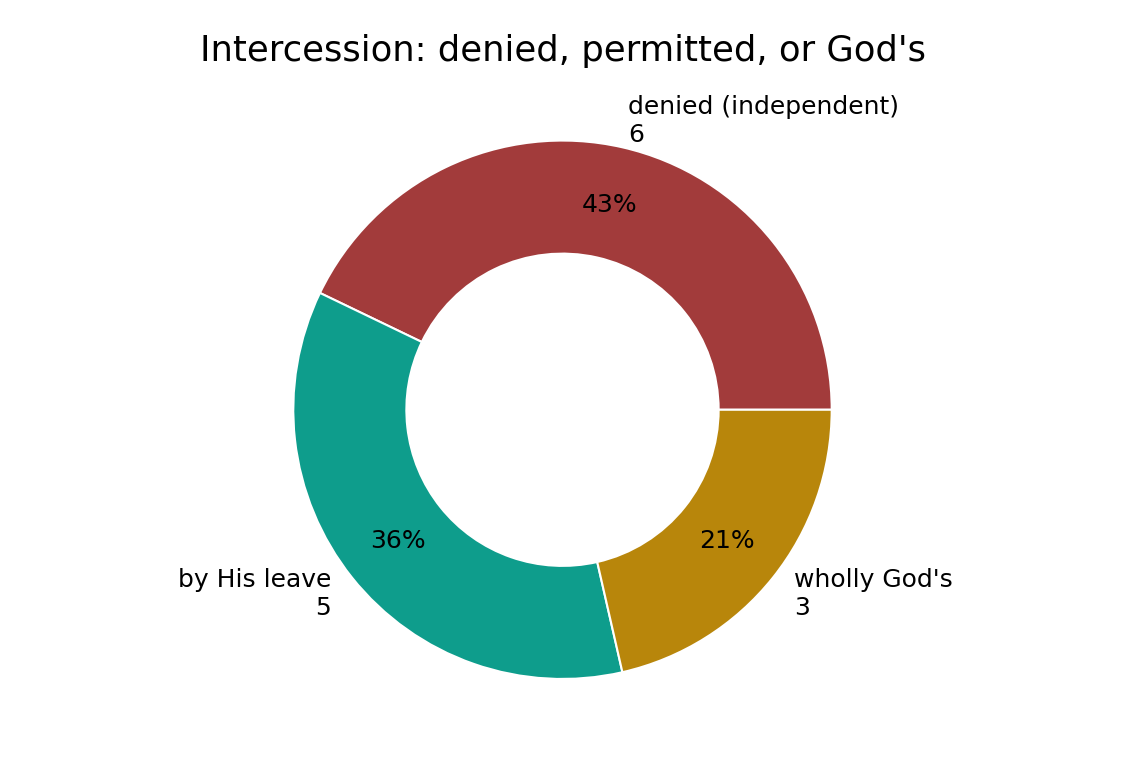 Intercession: denied, permitted, or God's
denied (independent)
6
43%
36%
21%
by His leave
5
wholly God's
3